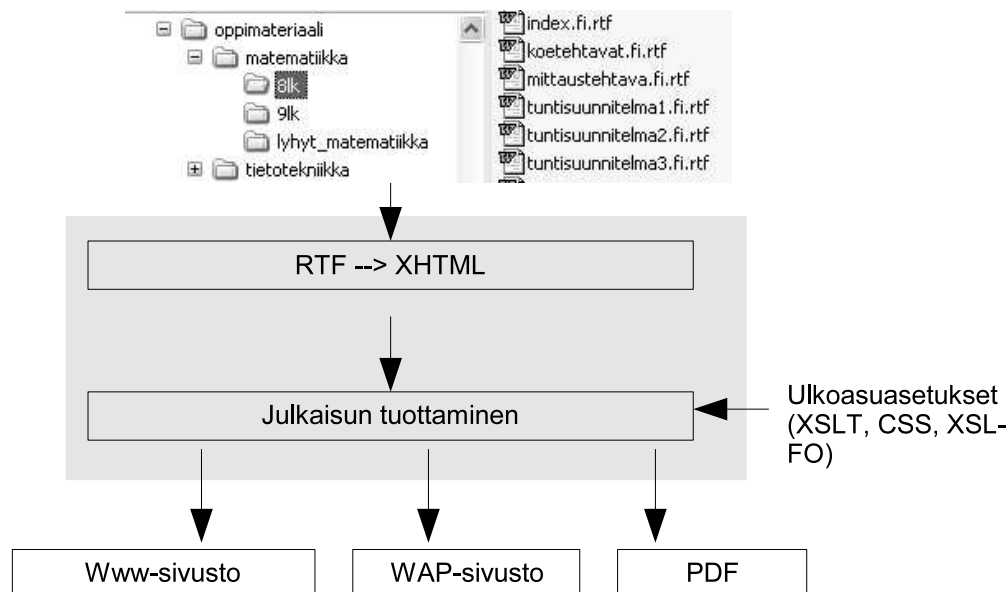 oppimateriaali
matematiikka
8lk
9lk
lyhyt_matematiikka
tietotekniikka
index.fi.rtf
koetehtavat.fi.rtf
mittaustehtava.fi.rtf
tuntisuunnitelma1.fi.rtf
tuntisuunnitelma2.fi.rtf
tuntisuunnitelma3.fi.rtf
RTF --> XHTML
Julkaisun tuottaminen
Ulkoasuasetukset
(XSLT, CSS, XSL-
FO)
Www-sivusto
WAP-sivusto
PDF